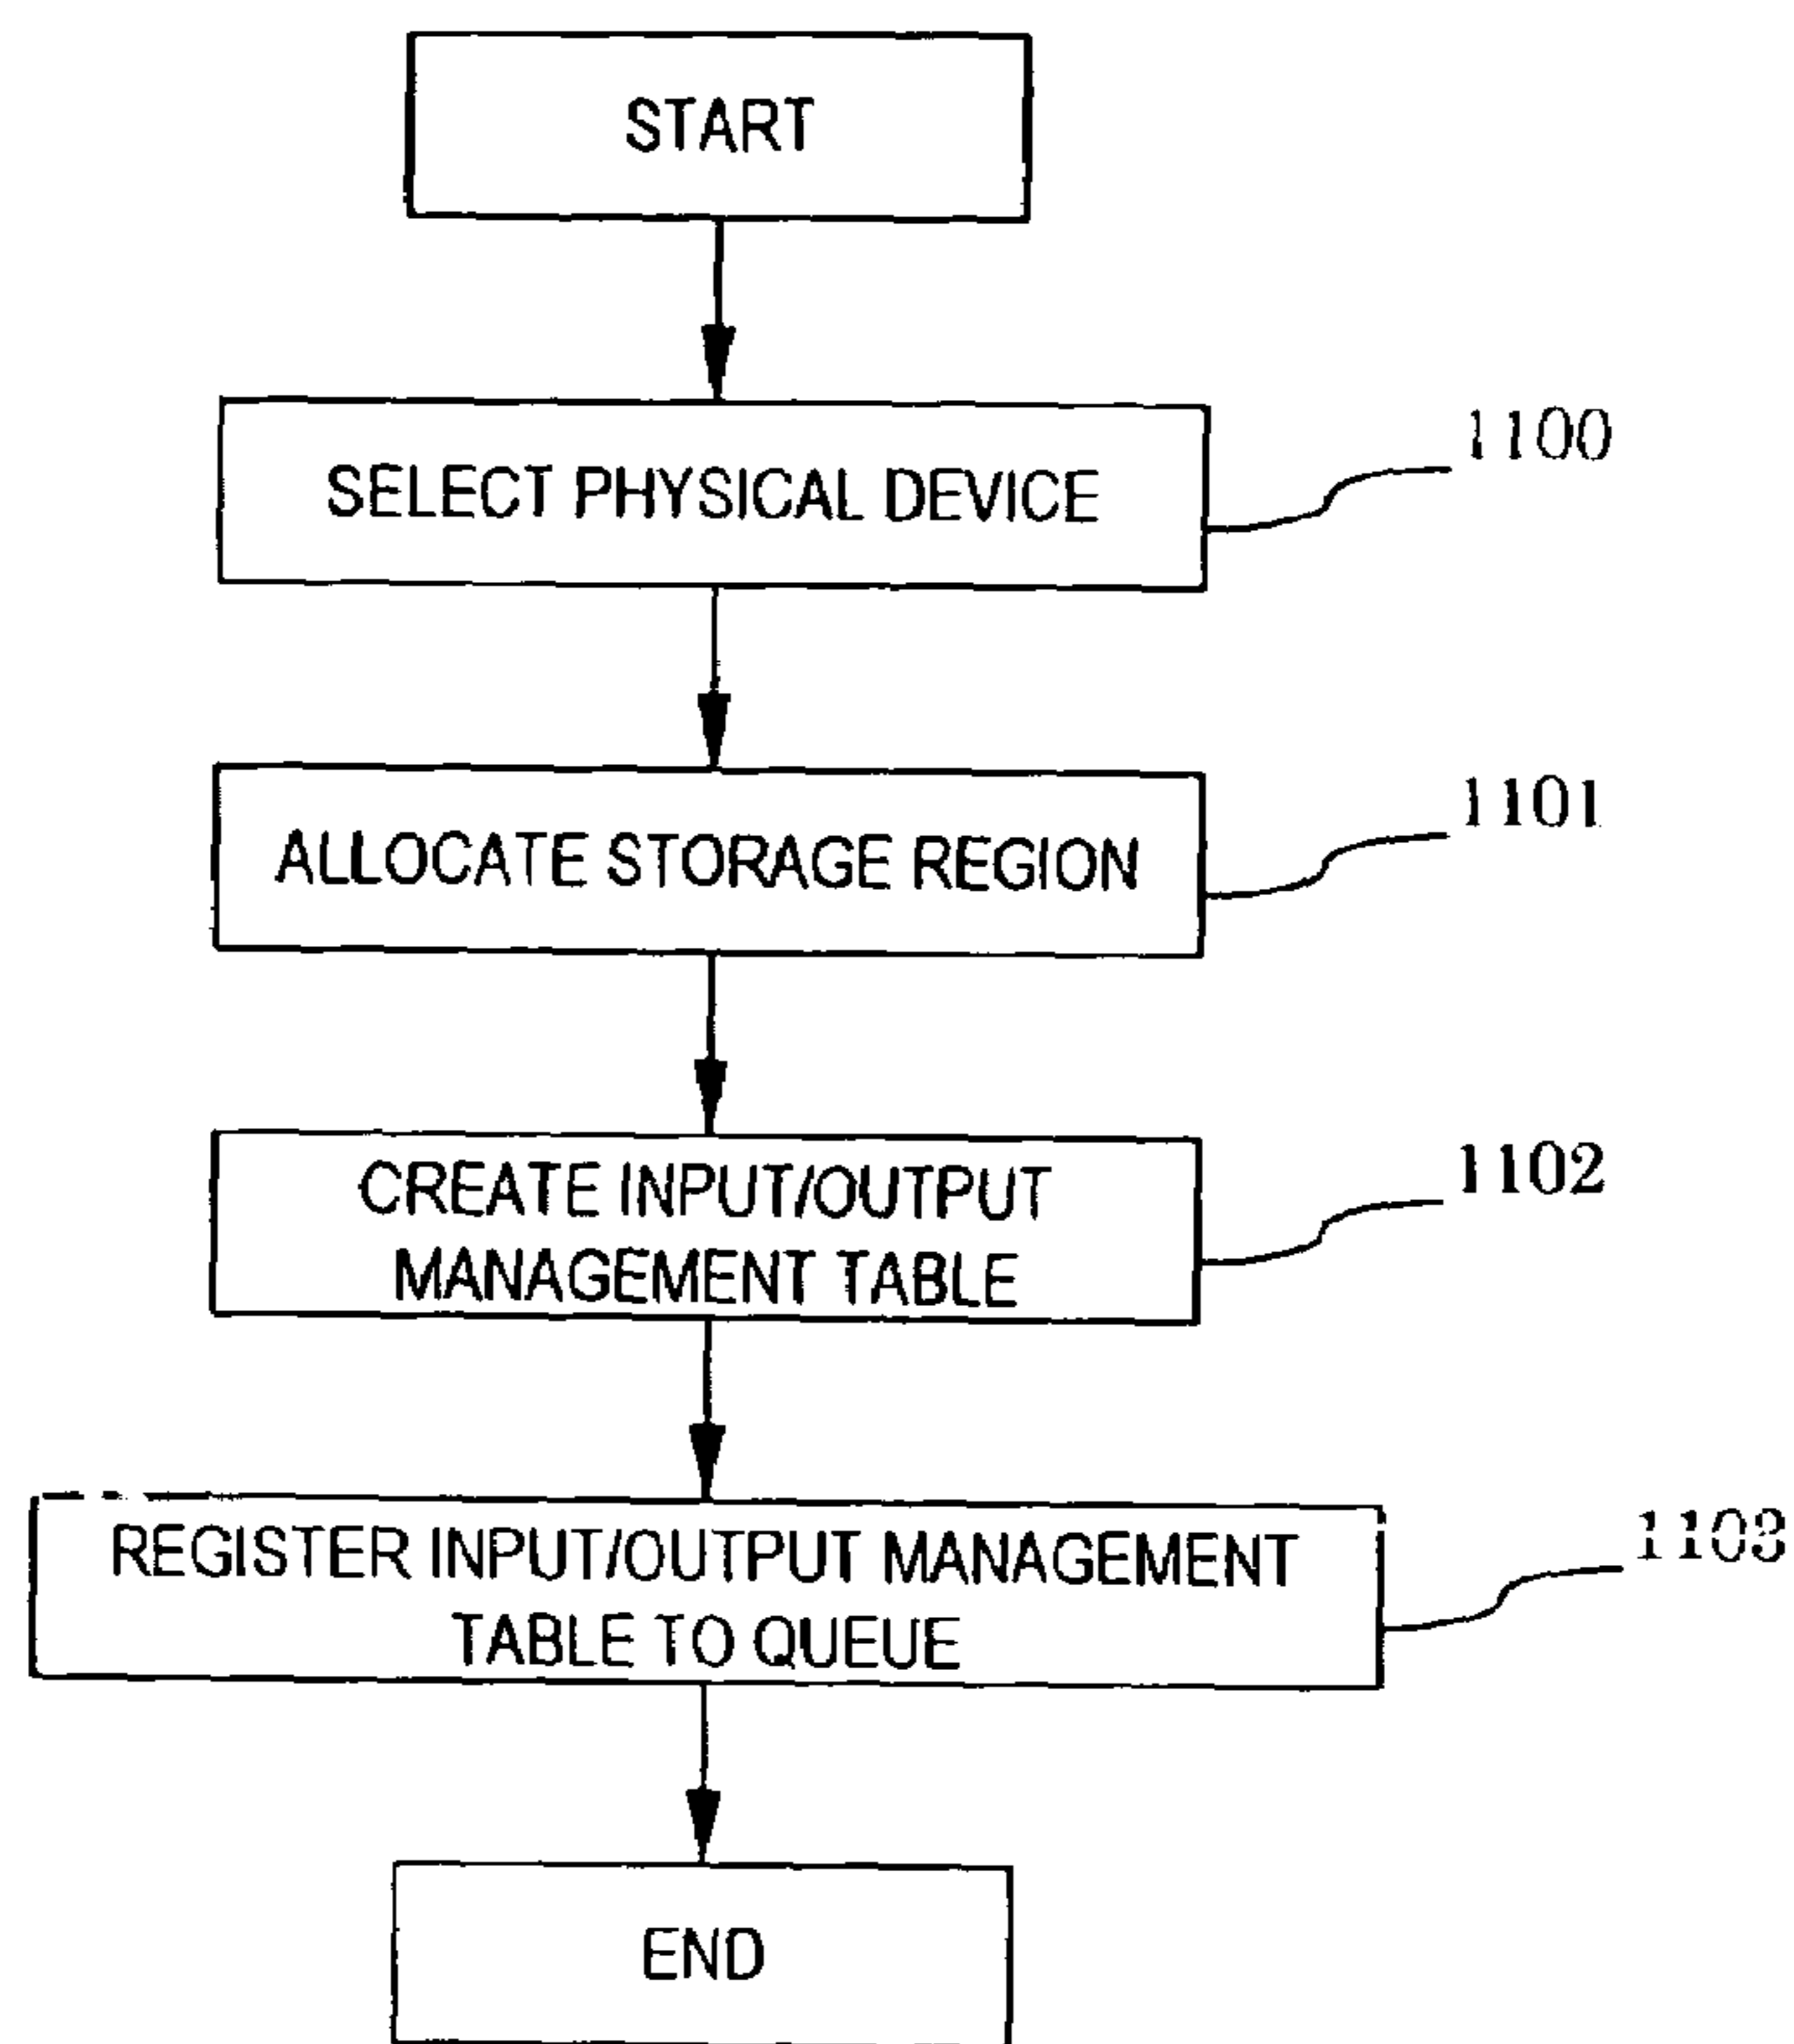 START
SELECT PHYSICAL DEVICE
1100
ALLOCATE STORAGE REGION
1101
CREATE INPUT/OUTPUT
MANAGEMENT TABLE
1102
REGISTER INPUT/OUTPUT MANAGEMENT
TABLE TO QUEUE
1103
END